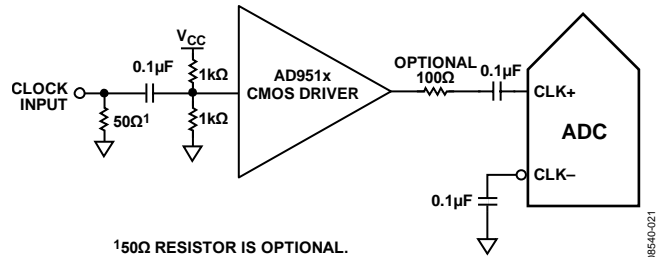 VCC
0.1µF
1kΩ
CLOCK
INPUT
50Ω1
1kΩ
AD951x
CMOS DRIVER
OPTIONAL
100Ω
0.1µF
CLK+
ADC
CLK–
0.1µF
150Ω RESISTOR IS OPTIONAL.
08540-021